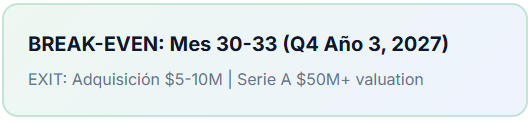 BREAK-EVEN: Mes 30-33 (Q4 Año 3, 2027)
EXIT: Adquisición $5-10M | Serie A $50M+ valuation